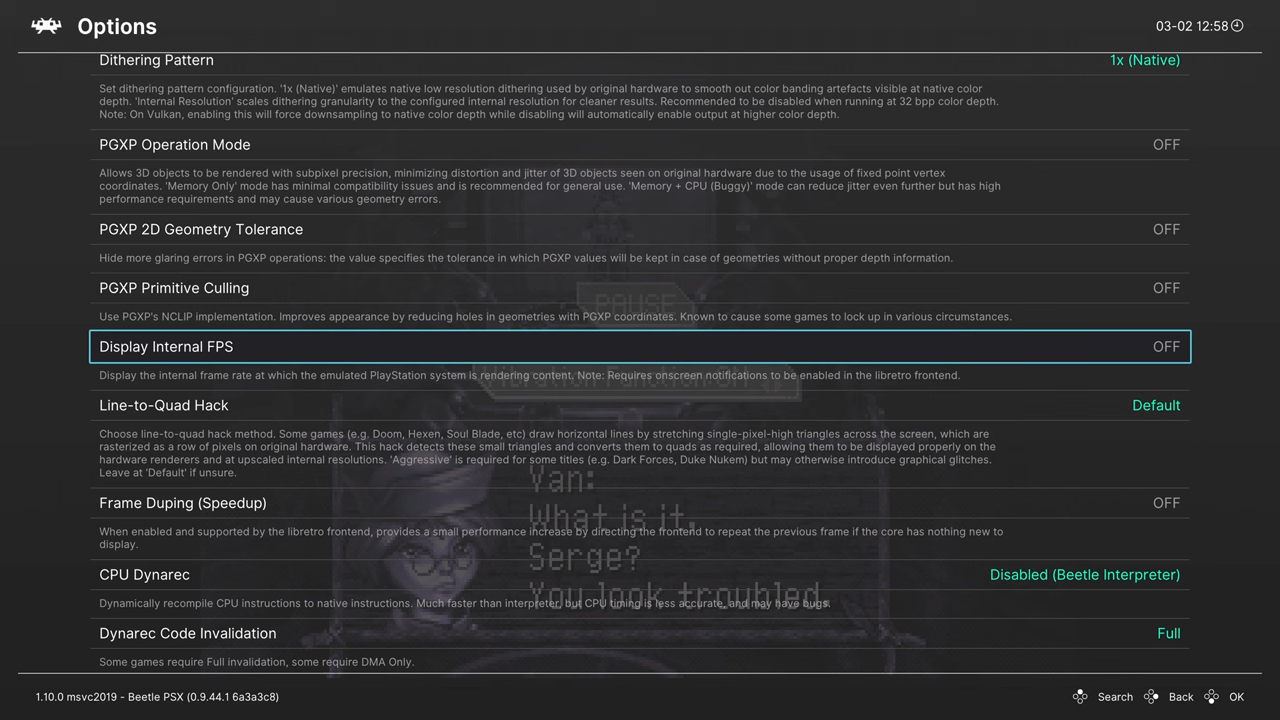 Options
03-02 12:58
Dithering Pattern
1x (Native)
Set dithering pattern configuration. '1x (Native)' emulates native low resolution dithering used by original hardware to smooth out color banding artefacts visible at native color
depth. 'Internal Resolution' scales dithering granularity to the configured internal resolution for cleaner results. Recommended to be disabled when running at 32 bpp color depth.
Note: On Vulkan, enabling this will force downsampling to native color depth while disabling will automatically enable output at higher color depth.
PGXP Operation Mode
OFF
Allows 3D objects to be rendered with subpixel precision, minimizing distortion and jitter of 3D objects seen on original hardware due to the usage of fixed point vertex
coordinates. 'Memory Only' mode has minimal compatibility issues and is recommended for general use. 'Memory + CPU (Buggy)' mode can reduce jitter even further but has high
performance requirements and may cause various geometry errors.
PGXP 2D Geometry Tolerance
OFF
Hide more glaring errors in PGXP operations: the value specifies the tolerance in which PGXP values will be kept in case of geometries without proper depth information.
PGXP Primitive Culling
OFF
PAUSE
Use PGXP's NCLIP implementation. Improves appearance by reducing holes in geometries with PGXP coordinates. Known to cause some games to lock up in various circumstances.
Display Internal FPS
OFF
Display the internal frame rate at which the emulated PlayStation system is rendering content. Note: Requires onscreen notifications to be enabled in the libretro frontend.
Vibration Function
Line-to-Quad Hack
Default
Choose line-to-quad hack method. Some games (e.g. Doom, Hexen, Soul Blade, etc) draw horizontal lines by stretching single-pixel-high triangles across the screen, which are
rasterized as a row of pixels on original hardware. This hack detects these small triangles and converts them to quads as required, allowing them to be displayed properly on the
hardware renderers and at upscaled internal resolutions. 'Aggressive' is required for some titles (e.g. Dark Forces, Duke Nukem) but may otherwise introduce graphical glitches.
Leave at 'Default' if unsure.
Yan:
Frame Duping (Speedup)
OFF
What is it,
When enabled and supported by the libretro frontend, provides a small performance increase by directing the frontend to repeat the previous frame if the core has nothing new to
display.
Serge?
CPU Dynarec
Disabled (Beetle Interpreter)
You look troubled.
Dynamically recompile CPU instructions to native instructions. Much faster than interpreter, but CPU timing is less accurate, and may have bugs.
Dynarec Code Invalidation
Full
Some games require Full invalidation, some require DMA Only.
1.10.0 msvc2019 - Beetle PSX (0.9.44.1 6a3a3c8)
Search
Back
OK